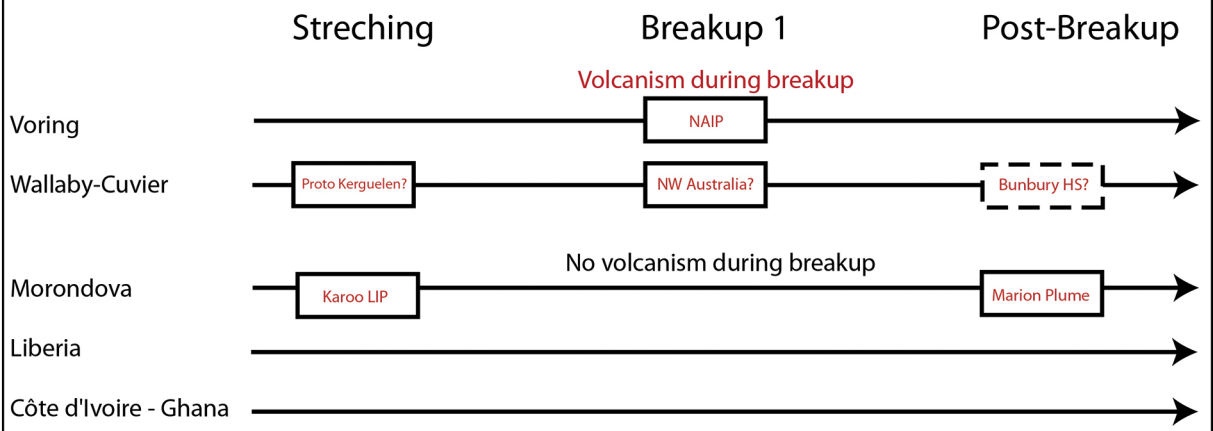 Streching Breakup 1 Post-Breakup
Volcanism during breakup
Voring NAIP
Wallaby-Cuvier Proto Kerguelen? NW Australia? Bunbury HS?
No volcanism during breakup
Morondova Karoo LIP Marion Plume
Liberia
Côte d'Ivoire - Ghana